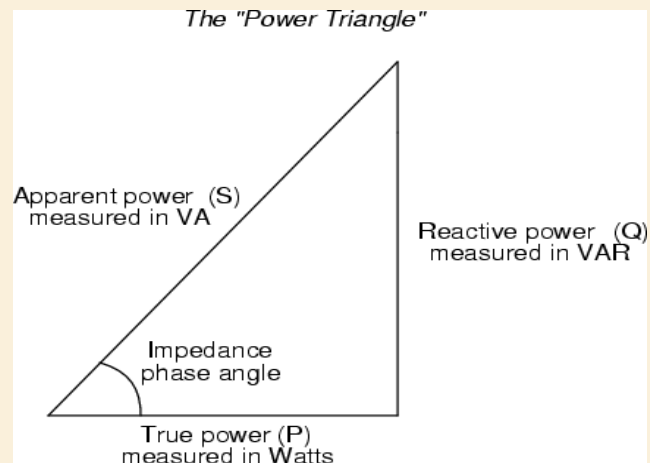 The "Power Triangle"
Apparent power (S)
measured in VA
Reactive power (Q)
measured in VAR
Impedance
phase angle
True power (P)
measured in Watts